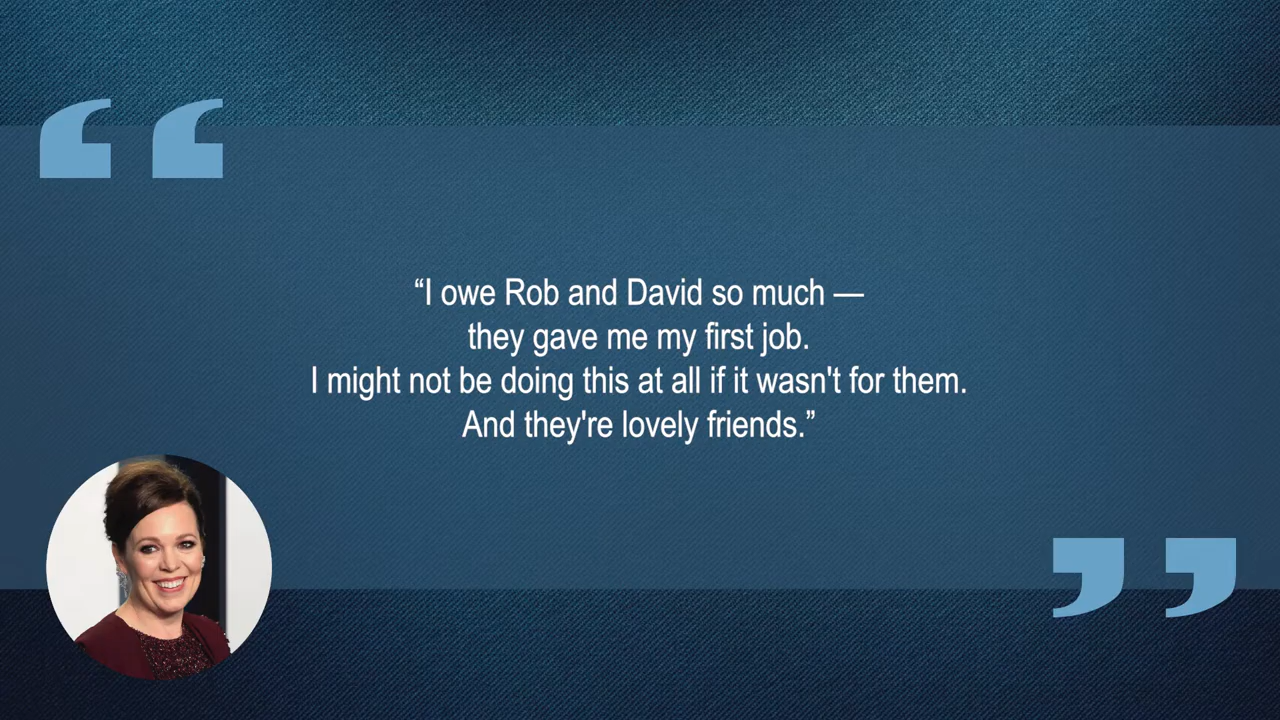 “I owe Rob and David so much —
they gave me my first job.
I might not be doing this at all if it wasn't for them.
And they're lovely friends.”